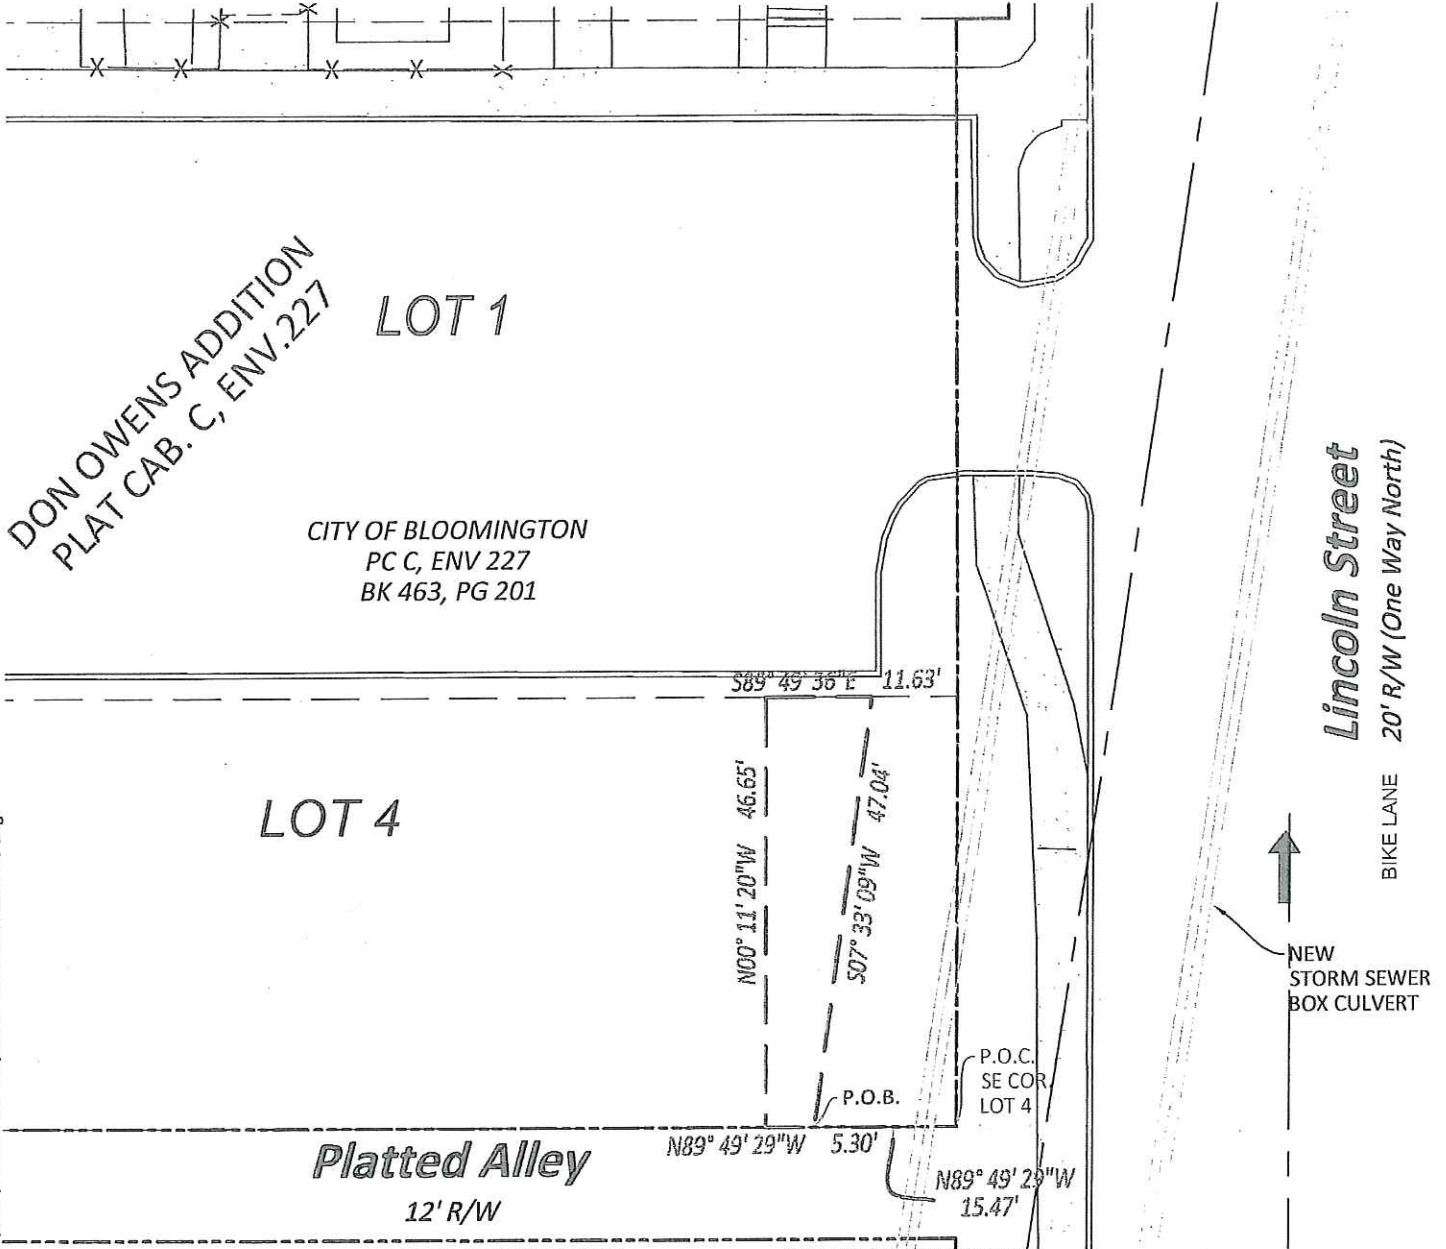 DON OWENS ADDITION
PLAT CAB. C, ENV.227
LOT 1
CITY OF BLOOMINGTON
PC C, ENV 227
BK 463, PG 201
Lincoln Street
20' R/W (One Way North)
BIKE LANE
S89° 49' 36"E 11.63'
LOT 4
N00° 11' 20"W 46.65'
S07° 33' 09"W 47.04'
NEW
STORM SEWER
BOX CULVERT
P.O.C.
SE COR.
LOT 4
P.O.B.
N89° 49' 29"W 5.30'
N89° 49' 29"W
15.47'
Platted Alley
12' R/W